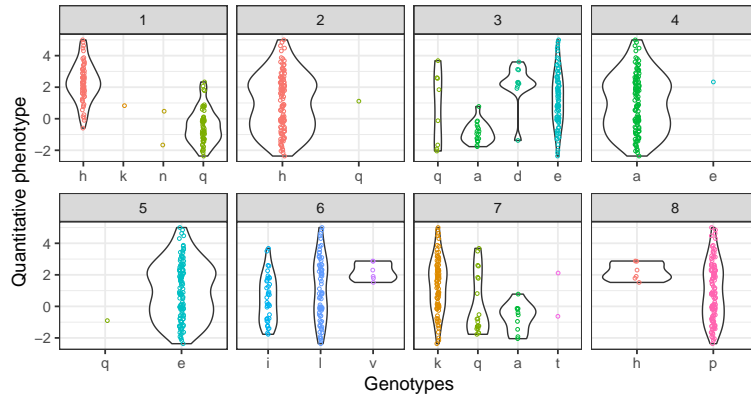 1 2 3 4
Quantitative phenotype
4
2
0
−2
h k n q h q q a d e a e
5 6 7 8
4
2
0
−2
q e i l v k q a t h p
Genotypes